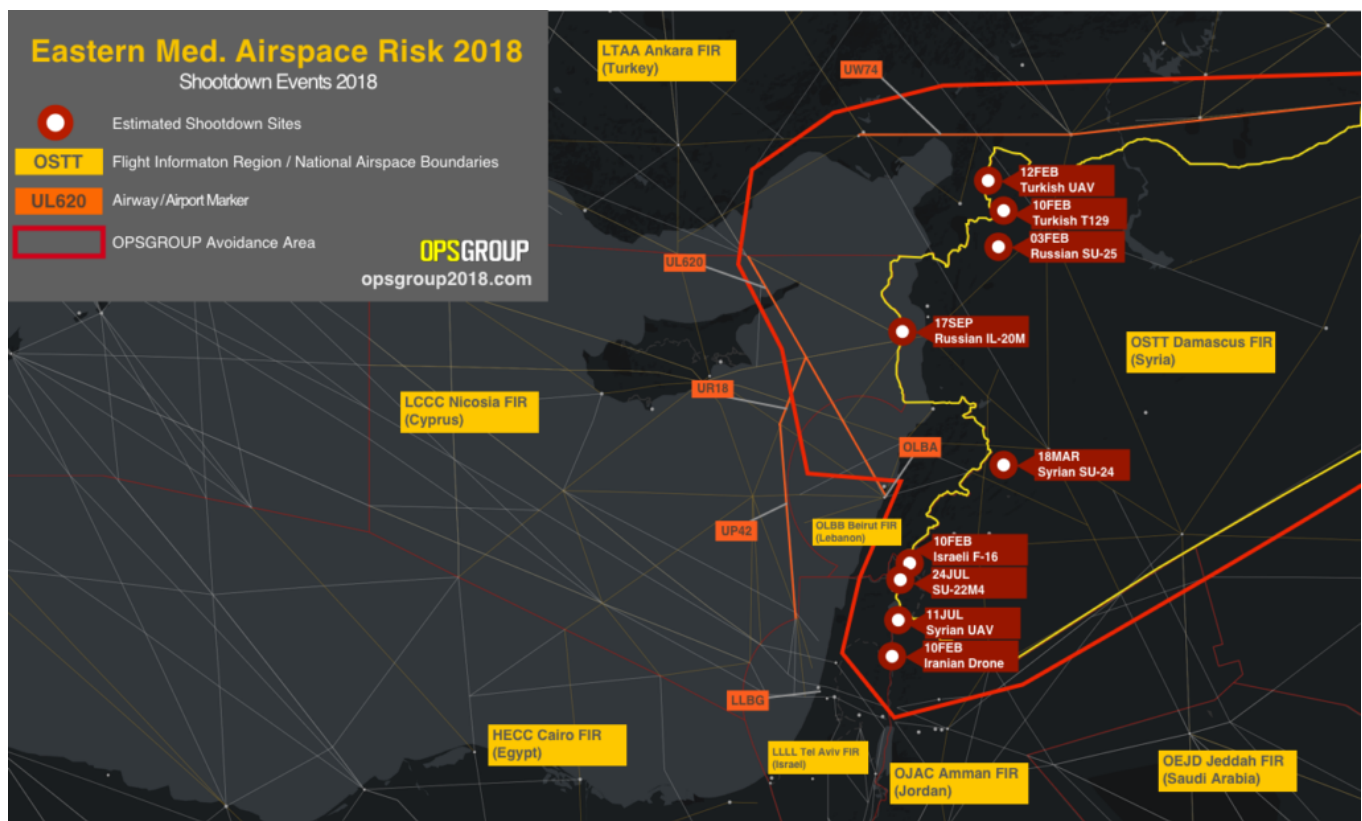 Eastern Med. Airspace Risk 2018
Shootdown Events 2018
Estimated Shootdown Sites
OSTT
Flight Informaton Region / National Airspace Boundaries
UL620
Airway/Airport Marker
OPSGROUP Avoidance Area
OPSGROUP
opsgroup2018.com
LTAA Ankara FIR
(Turkey)
UW74
12FEB
Turkish UAV
10FEB
Turkish T129
03FEB
Russian SU-25
UL620
17SEP
Russian IL-20M
OSTT Damascus FIR
(Syria)
UR18
LCCC Nicosia FIR
(Cyprus)
OLBA
18MAR
Syrian SU-24
UP42
OLBB Beirut FIR
(Lebanon)
10FEB
Israeli F-16
24JUL
SU-22M4
11JUL
Syrian UAV
10FEB
Iranian Drone
LLBG
HECC Cairo FIR
(Egypt)
LLLL Tel Aviv FIR
(Israel)
OJAC Amman FIR
(Jordan)
OEJD Jeddah FIR
(Saudi Arabia)